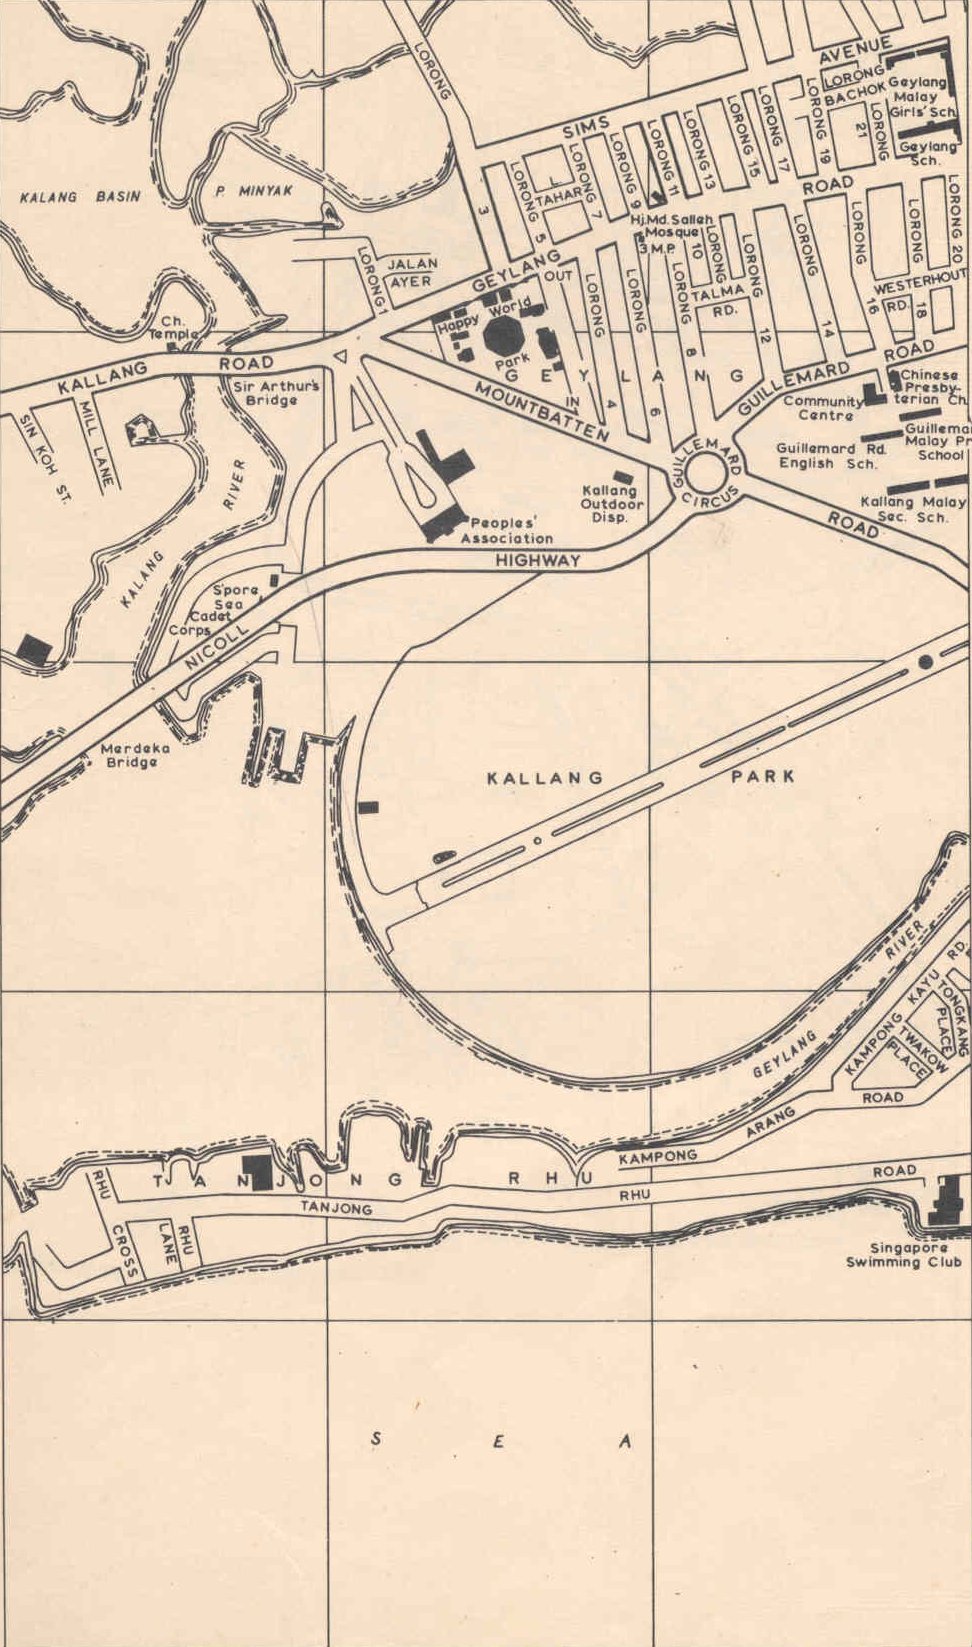 AVENUE
LORONG
LORONG
BACHOK
Geylang
Malay
Girls' Sch.
SIMS
LORONG 19
21
LORONG
Geylang
Sch.
LORONG 17
LORONG 15
LORONG 13
LORONG 11
LORONG 9
LORONG 7
LORONG 5
TAHAR
3
ROAD
KALANG BASIN
P. MINYAK
Hj.Md. Salleh
Mosque
3 M.P.
LORONG 10
LORONG
LORONG 12
LORONG 14
LORONG 16
LORONG 18
LORONG 20
WESTERHOUT
RD.
TALMA
RD.
JALAN
AYER
LORONG 1
GEYLANG
OUT
LORONG 4
LORONG 6
LORONG 8
Happy World
Park
IN
GEYLANG
Ch.
Temple
KALLANG ROAD
Sir Arthur's
Bridge
MOUNTBATTEN
GUILLEMARD ROAD
Chinese
Presby-
terian Ch.
Community
Centre
Guillema
Malay Pr
School
Guillemard Rd.
English Sch.
Kallang Malay
Sec. Sch.
SIN KOH ST.
MILL LANE
RIVER
KALANG
GUILLEMARD
CIRCUS
ROAD
Kallang
Outdoor
Disp.
Peoples'
Association
HIGHWAY
S'pore
Sea
Cadet
Corps
NICOLL
Merdeka
Bridge
KALLANG PARK
RIVER
GEYLANG
RD.
KAYU
KAMPONG
TONGKANG
PLACE
TWAKOW
PLACE
ROAD
ARANG
KAMPONG
TANJONG RHU
ROAD
RHU
TANJONG
RHU
CROSS
RHU
LANE
Singapore
Swimming Club
SEA